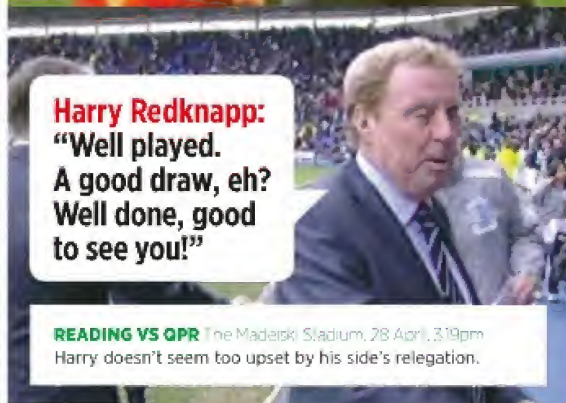 Harry Redknapp:
“Well played.
A good draw, eh?
Well done, good
to see you!”
READING VS QPR The Madejski Stadium, 28 April, 3.19pm
Harry doesn’t seem too upset by his side’s relegation.